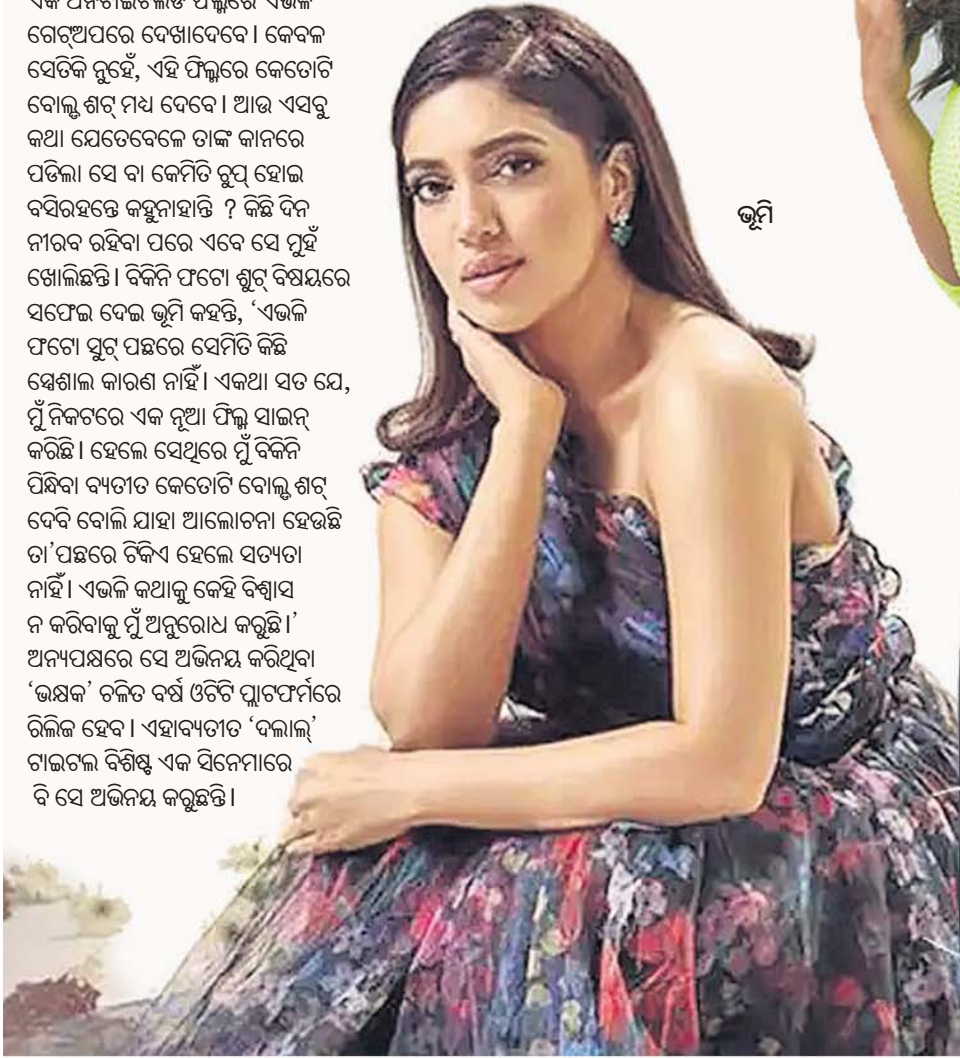 ଗେଟ୍‌ଅପରେ ଦେଖାଦେବେ। କେବଳ
ସେତିକି ନୁହେଁ, ଏହି ଫିଲ୍ମରେ କେତୋଟି
ବୋଲ୍ଡ ଶଟ୍ ମଧ୍ୟ ଦେବେ। ଆଉ ଏସବୁ
କଥା ଯେତେବେଳେ ତାଙ୍କ କାନରେ
ପଡିଲା ସେ ବା କେମିତି ଚୁପ୍ ହୋଇ
ବସିରହନ୍ତେ କହୁନାହାନ୍ତି ? କିଛି ଦିନ
ନୀରବ ରହିବା ପରେ ଏବେ ସେ ମୁହଁ
ଖୋଲିଛନ୍ତି। ବିକିନି ଫଟୋ ଶୁଟ୍ ବିଷୟରେ
ସଫେଇ ଦେଇ ଭୂମି କହନ୍ତି, ‘ଏଭଳି
ଫଟୋ ସୁଟ୍ ପଛରେ ସେମିତି କିଛି
ସ୍ପେଶାଲ କାରଣ ନାହିଁ। ଏକଥା ସତ ଯେ,
ମୁଁ ନିକଟରେ ଏକ ନୂଆ ଫିଲ୍ମ ସାଇନ୍
କରିଛି। ହେଲେ ସେଥିରେ ମୁଁ ବିକିନି
ପିନ୍ଧିବା ବ୍ୟତୀତ କେତୋଟି ବୋଲ୍ଡ ଶଟ୍
ଦେବି ବୋଲି ଯାହା ଆଲୋଚନା ହେଉଛି
ତା’ପଛରେ ଟିକିଏ ହେଲେ ସତ୍ୟତା
ନାହିଁ। ଏଭଳି କଥାକୁ କେହି ବିଶ୍ୱାସ
ନ କରିବାକୁ ମୁଁ ଅନୁରୋଧ କରୁଛି।’
ଅନ୍ୟପକ୍ଷରେ ସେ ଅଭିନୟ କରିଥିବା
‘ଭକ୍ଷକ’ ଚଳିତ ବର୍ଷ ଓଟିଟି ପ୍ଲାଟଫର୍ମରେ
ରିଲିଜ ହେବ। ଏହାବ୍ୟତୀତ ‘ଦଲାଲ୍’
ଟାଇଟଲ ବିଶିଷ୍ଟ ଏକ ସିନେମାରେ
ବି ସେ ଅଭିନୟ କରୁଛନ୍ତି।
ଭୂମି